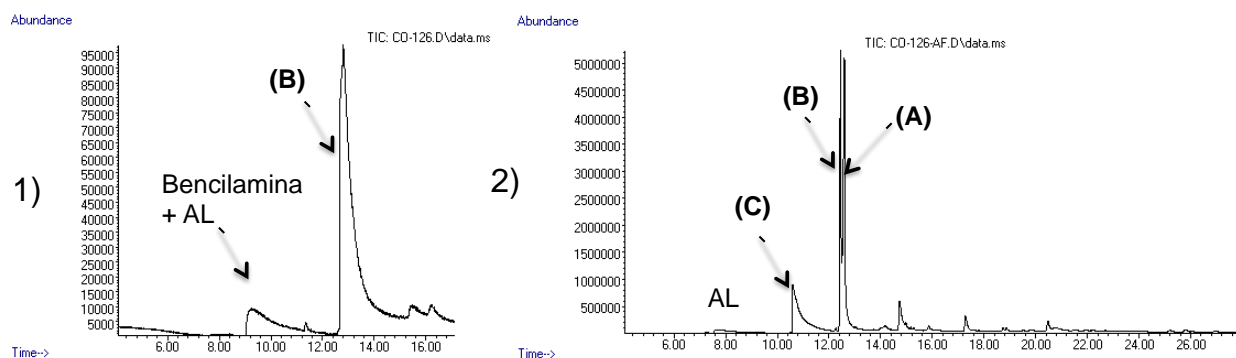 Abundance
TIC: CO-126.D\data.ms
95000
90000
85000
80000
75000
70000
65000
60000
55000
50000
45000
40000
35000
30000
25000
20000
15000
10000
5000
(B)
1)
Bencilamina
+ AL
6.00 8.00 10.00 12.00 14.00 16.00
Time-->
Abundance
TIC: CO-126-AF.D\data.ms
5000000
4500000
4000000
3500000
3000000
2500000
2000000
1500000
1000000
500000
(B)
(A)
2)
(C)
AL
6.00 8.00 10.00 12.00 14.00 16.00 18.00 20.00 22.00 24.00 26.00
Time-->